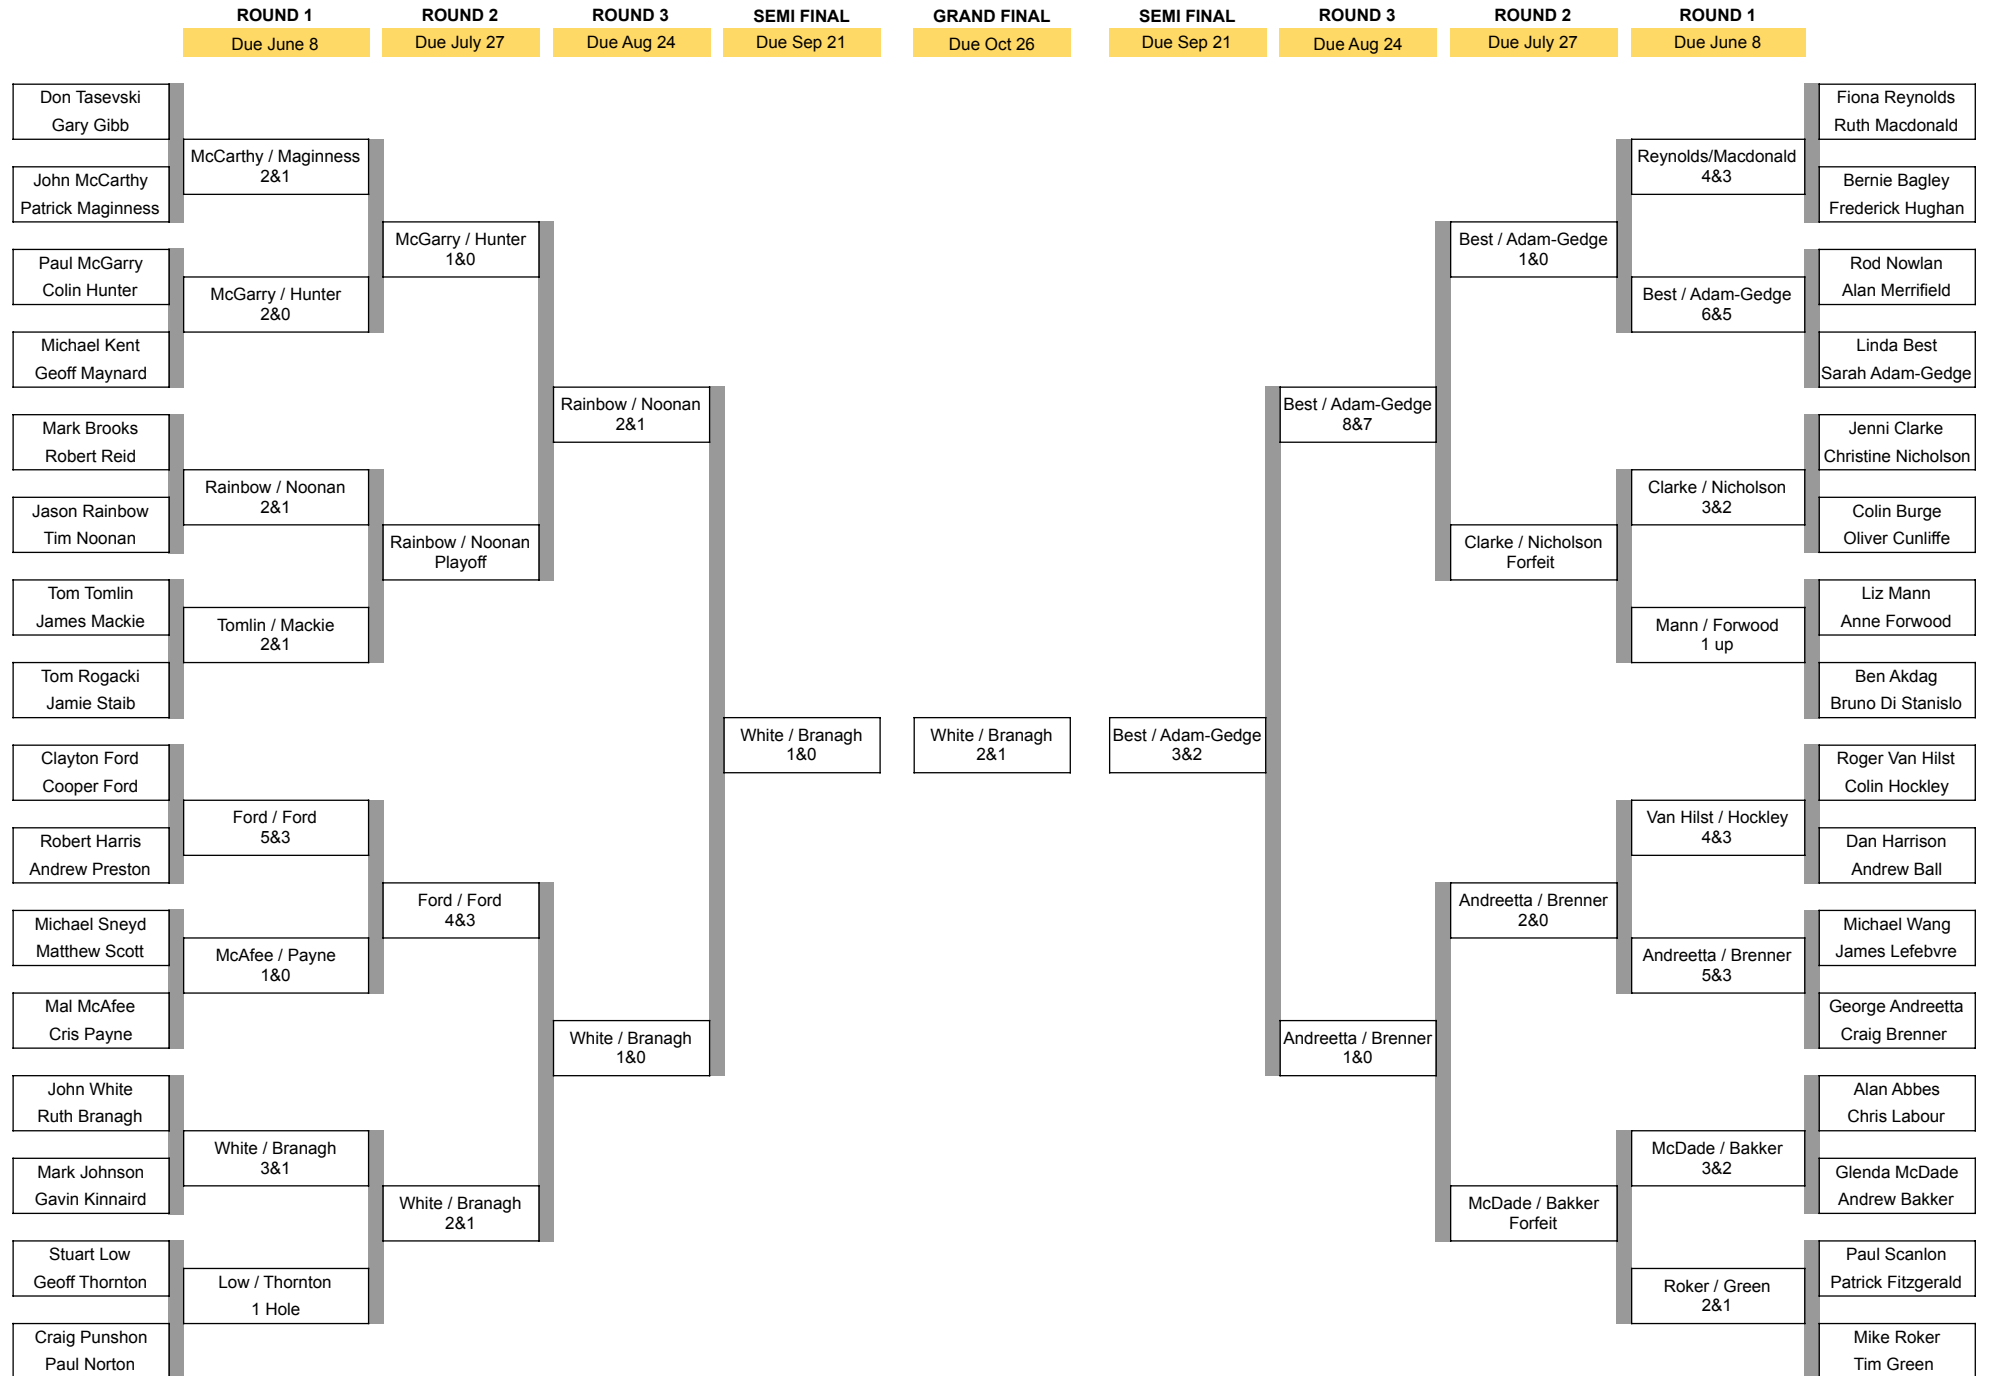 ROUND 1
ROUND 2
ROUND 3
SEMI FINAL
GRAND FINAL
SEMI FINAL
ROUND 3
ROUND 2
ROUND 1
Due June 8
Due July 27
Due Aug 24
Due Sep 21
Due Oct 26
Due Sep 21
Due Aug 24
Due July 27
Due June 8
Don Tasevski
Gary Gibb
John McCarthy
Patrick Maginness
Paul McGarry
Colin Hunter
Michael Kent
Geoff Maynard
Mark Brooks
Robert Reid
Jason Rainbow
Tim Noonan
Tom Tomlin
James Mackie
Tom Rogacki
Jamie Staib
Clayton Ford
Cooper Ford
Robert Harris
Andrew Preston
Michael Sneyd
Matthew Scott
Mal McAfee
Cris Payne
John White
Ruth Branagh
Mark Johnson
Gavin Kinnaird
Stuart Low
Geoff Thornton
Craig Punshon
Paul Norton
McCarthy / Maginness
2&1
McGarry / Hunter
2&0
Rainbow / Noonan
2&1
Tomlin / Mackie
2&1
Ford / Ford
5&3
McAfee / Payne
1&0
White / Branagh
3&1
Low / Thornton
1 Hole
McGarry / Hunter
1&0
Rainbow / Noonan
Playoff
Ford / Ford
4&3
White / Branagh
2&1
Rainbow / Noonan
2&1
White / Branagh
1&0
White / Branagh
1&0
White / Branagh
2&1
Best / Adam-Gedge
3&2
Best / Adam-Gedge
8&7
Andreetta / Brenner
1&0
Best / Adam-Gedge
1&0
Clarke / Nicholson
Forfeit
Andreetta / Brenner
2&0
McDade / Bakker
Forfeit
Reynolds/Macdonald
4&3
Best / Adam-Gedge
6&5
Clarke / Nicholson
3&2
Mann / Forwood
1 up
Van Hilst / Hockley
4&3
Andreetta / Brenner
5&3
McDade / Bakker
3&2
Roker / Green
2&1
Fiona Reynolds
Ruth Macdonald
Bernie Bagley
Frederick Hughan
Rod Nowlan
Alan Merrifield
Linda Best
Sarah Adam-Gedge
Jenni Clarke
Christine Nicholson
Colin Burge
Oliver Cunliffe
Liz Mann
Anne Forwood
Ben Akdag
Bruno Di Stanislo
Roger Van Hilst
Colin Hockley
Dan Harrison
Andrew Ball
Michael Wang
James Lefebvre
George Andreetta
Craig Brenner
Alan Abbes
Chris Labour
Glenda McDade
Andrew Bakker
Paul Scanlon
Patrick Fitzgerald
Mike Roker
Tim Green